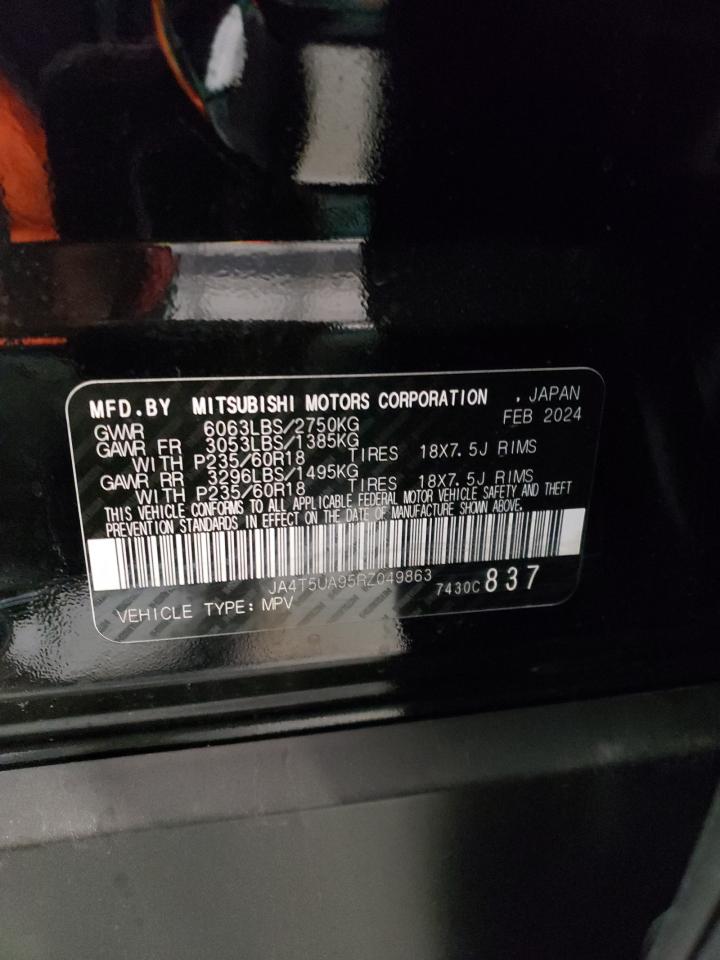 MFD.BY MITSUBISHI MOTORS CORPORATION . JAPAN
FEB 2024
GVWR 6063LBS/2750KG
GAWR FR 3053LBS/1385KG
WITH P235/60R18 TIRES 18X7.5J RIMS
GAWR RR 3296LBS/1495KG
WITH P235/60R18 TIRES 18X7.5J RIMS
THIS VEHICLE CONFORMS TO ALL APPLICABLE FEDERAL MOTOR VEHICLE SAFETY AND THEFT
PREVENTION STANDARDS IN EFFECT ON THE DATE OF MANUFACTURE SHOWN ABOVE.
JA4T5UA95RZ049863
7430C 837
VEHICLE TYPE: MPV